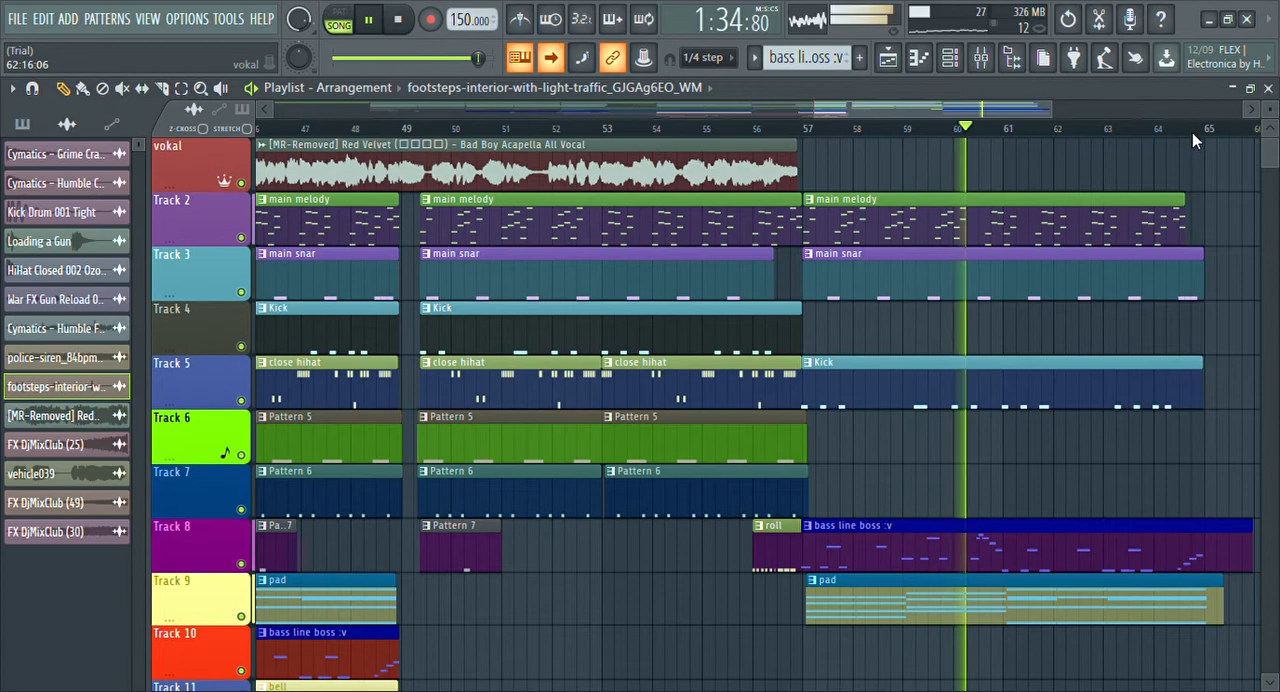 FILE EDIT ADD PATTERNS VIEW OPTIONS TOOLS HELP
PAT
SONG
150.000
3.2:
1:34:80
M:S:CS
27
326 MB
12
(Trial)
62:16:06
vokal
1/4 step
bass li..oss :v
12/09 FLEX |
Electronica by H..
Playlist - Arrangement
footsteps-interior-with-light-traffic_GJGAg6EO_WM
Z-CROSS STRETCH
6 47 48 49 50 51 52 53 54 55 56 57 58 59 60 61 62 63 64 65
Cymatics - Grime Cra..
Cymatics - Humble C..
Kick Drum 001 Tight
Loading a Gun
HiHat Closed 002 Ozo..
War FX Gun Reload 0..
Cymatics - Humble F..
police-siren_84bpm..
footsteps-interior-w..
[MR-Removed] Red..
FX DjMixClub (25)
vehicle039
FX DjMixClub (49)
FX DjMixClub (30)
vokal
[MR-Removed] Red Velvet (□□□□) - Bad Boy Acapella All Vocal
Track 2
main melody
main melody
main melody
Track 3
main snar
main snar
main snar
Track 4
Kick
Kick
Track 5
close hihat
close hihat
close hihat
Kick
Track 6
Pattern 5
Pattern 5
Pattern 5
Track 7
Pattern 6
Pattern 6
Pattern 6
Track 8
Pa..7
Pattern 7
roll
bass line boss :v
Track 9
pad
pad
Track 10
bass line boss :v
Track 11
bell